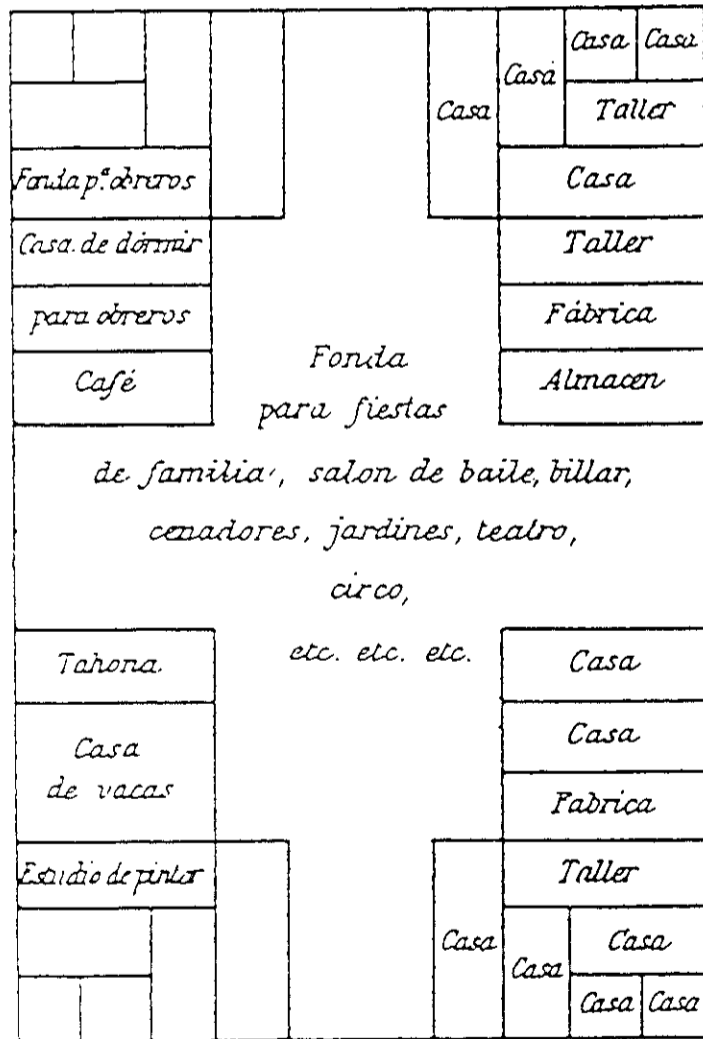 Casa Casa
Casa
Casa
Taller
Fonda pª. obreros
Casa
Casa. de dórmir
Taller
para obreros
Fábrica
Café
Almacen
Fonda
para fiestas
de familia, salon de baile, billar,
cenadores, jardines, teatro,
circo,
etc. etc. etc.
Tahona.
Casa
Casa
de vacas
Casa
Fabrica
Estudio de pintor
Taller
Casa
Casa
Casa
Casa Casa